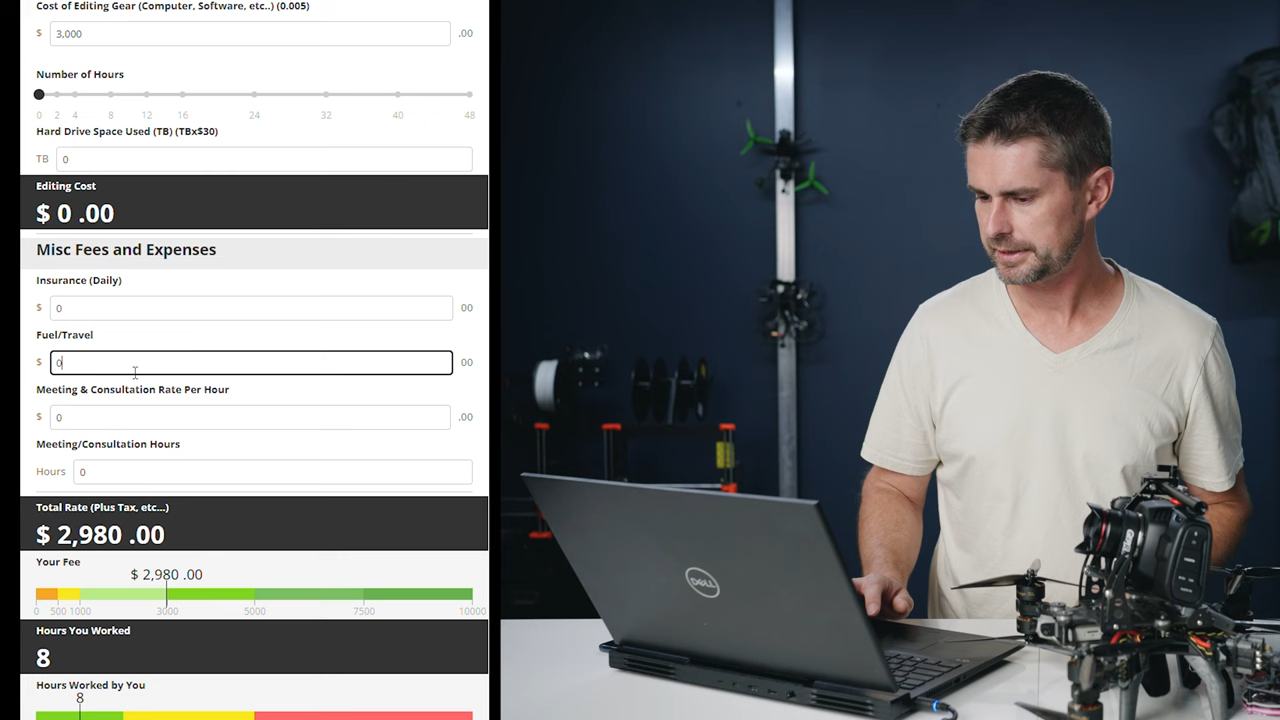 Cost of Editing Gear (Computer, Software, etc..) (0.005)
$ 3,000 .00
Number of Hours
0 2 4 8 12 16 24 32 40 48
Hard Drive Space Used (TB) (TBx$30)
TB 0
Editing Cost
$ 0 .00
Misc Fees and Expenses
Insurance (Daily)
$ 0 00
Fuel/Travel
$ 0 00
Meeting & Consultation Rate Per Hour
$ 0 .00
Meeting/Consultation Hours
Hours 0
Total Rate (Plus Tax, etc...)
$ 2,980 .00
Your Fee
$ 2,980 .00
0 500 1000 3000 5000 7500 10000
Hours You Worked
8
Hours Worked by You
8
DELL